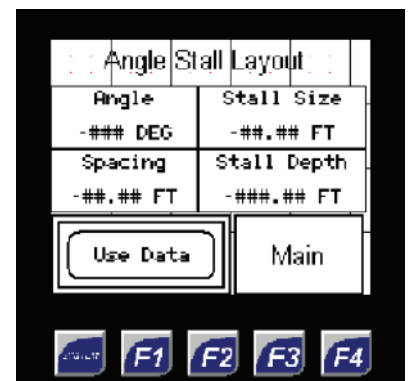 Angle Stall Layout
Angle Stall Size
-### DEG -##.## FT
Spacing Stall Depth
-##.## FT -###.## FT
Use Data Main
F1 F2 F3 F4